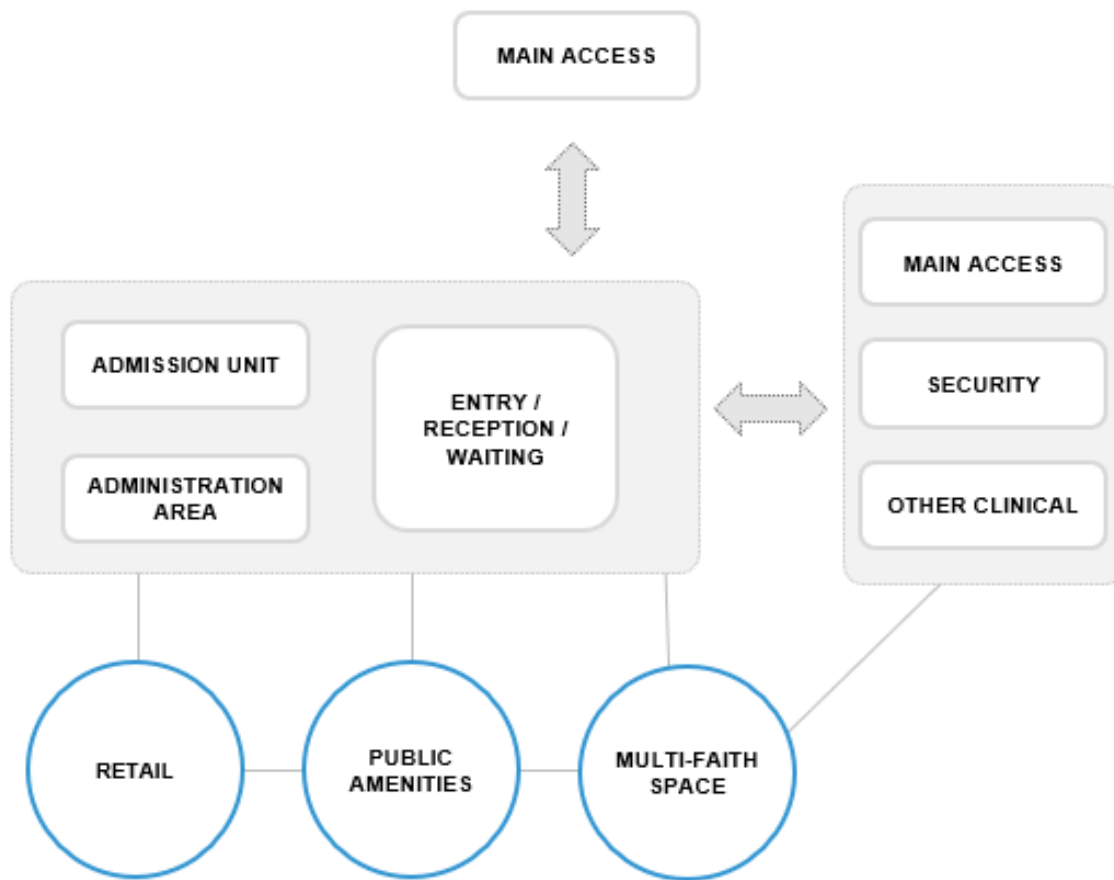 MAIN ACCESS
MAIN ACCESS
ADMISSION UNIT
ENTRY /
RECEPTION /
WAITING
SECURITY
ADMINISTRATION
AREA
OTHER CLINICAL
RETAIL
PUBLIC
AMENITIES
MULTI-FAITH
SPACE